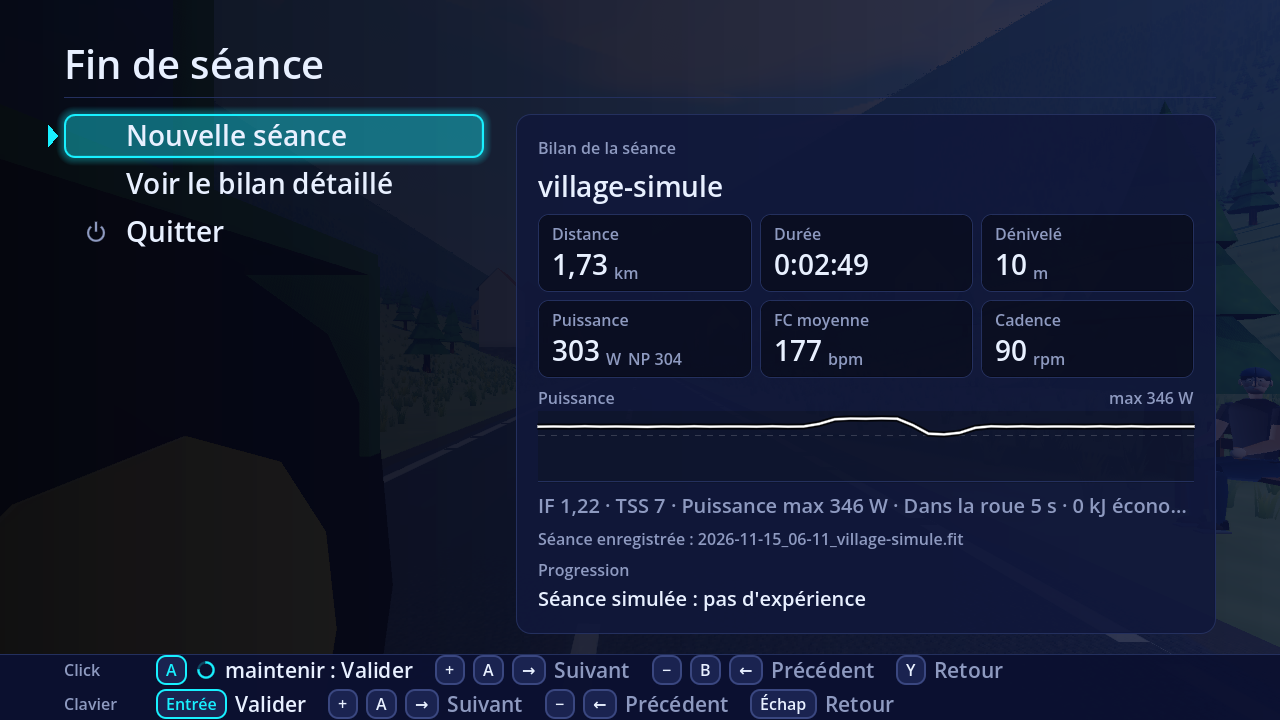 Fin de séance
Nouvelle séance
Voir le bilan détaillé
Quitter
Bilan de la séance
village-simule
Distance
1,73 km
Durée
0:02:49
Dénivelé
10 m
Puissance
303 W NP 304
FC moyenne
177 bpm
Cadence
90 rpm
Puissance max 346 W
IF 1,22 · TSS 7 · Puissance max 346 W · Dans la roue 5 s · 0 kJ écono...
Séance enregistrée : 2026-11-15_06-11_village-simule.fit
Progression
Séance simulée : pas d'expérience
Click A maintenir : Valider + A → Suivant − B ← Précédent Y Retour
Clavier Entrée Valider + A → Suivant − ← Précédent Échap Retour